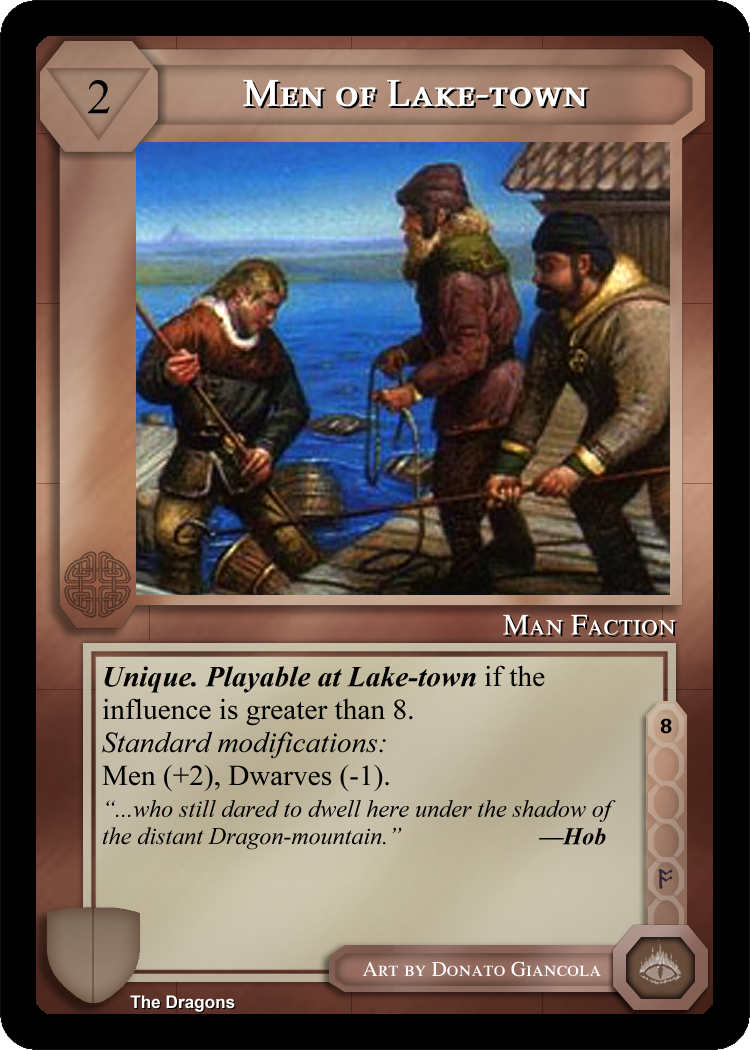 2
Men of Lake-town
Man Faction
Unique. Playable at Lake-town if the
influence is greater than 8.
Standard modifications:
Men (+2), Dwarves (-1).
“...who still dared to dwell here under the shadow of
the distant Dragon-mountain.” —Hob
8
Art by Donato Giancola
The Dragons